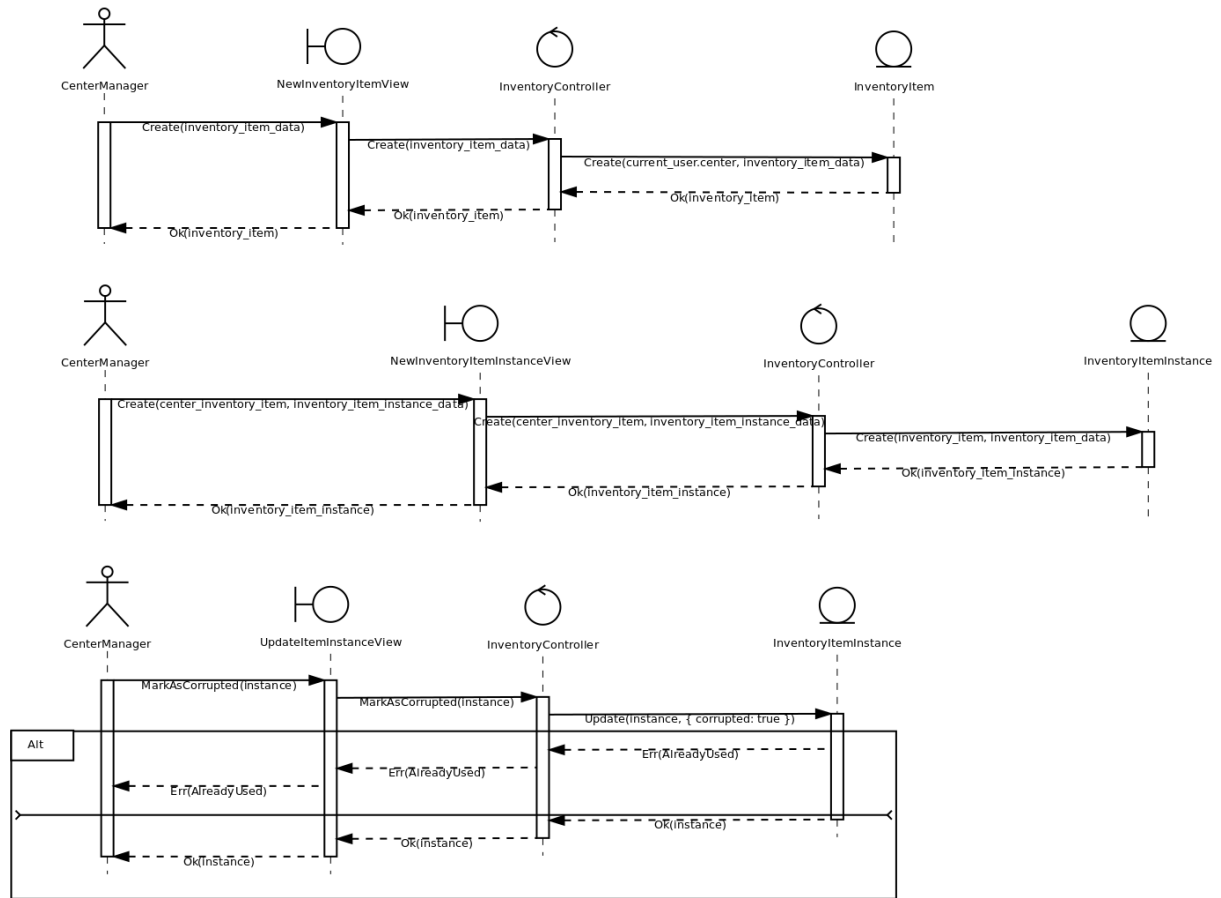 CenterManager
NewInventoryItemView
InventoryController
InventoryItem
Create(inventory_item_data)
Create(inventory_item_data)
Create(current_user.center, inventory_item_data)
Ok(inventory_item)
Ok(inventory_item)
Ok(inventory_item)
CenterManager
NewInventoryItemInstanceView
InventoryController
InventoryItemInstance
Create(center_inventory_item, inventory_item_instance_data)
Create(center_inventory_item, inventory_item_instance_data)
Create(inventory_item, inventory_item_data)
Ok(inventory_item_instance)
Ok(inventory_item_instance)
Ok(inventory_item_instance)
CenterManager
UpdateItemInstanceView
InventoryController
InventoryItemInstance
MarkAsCorrupted(instance)
MarkAsCorrupted(instance)
Update(instance, { corrupted: true })
Alt
Err(AlreadyUsed)
Err(AlreadyUsed)
Err(AlreadyUsed)
Ok(instance)
Ok(instance)
Ok(instance)